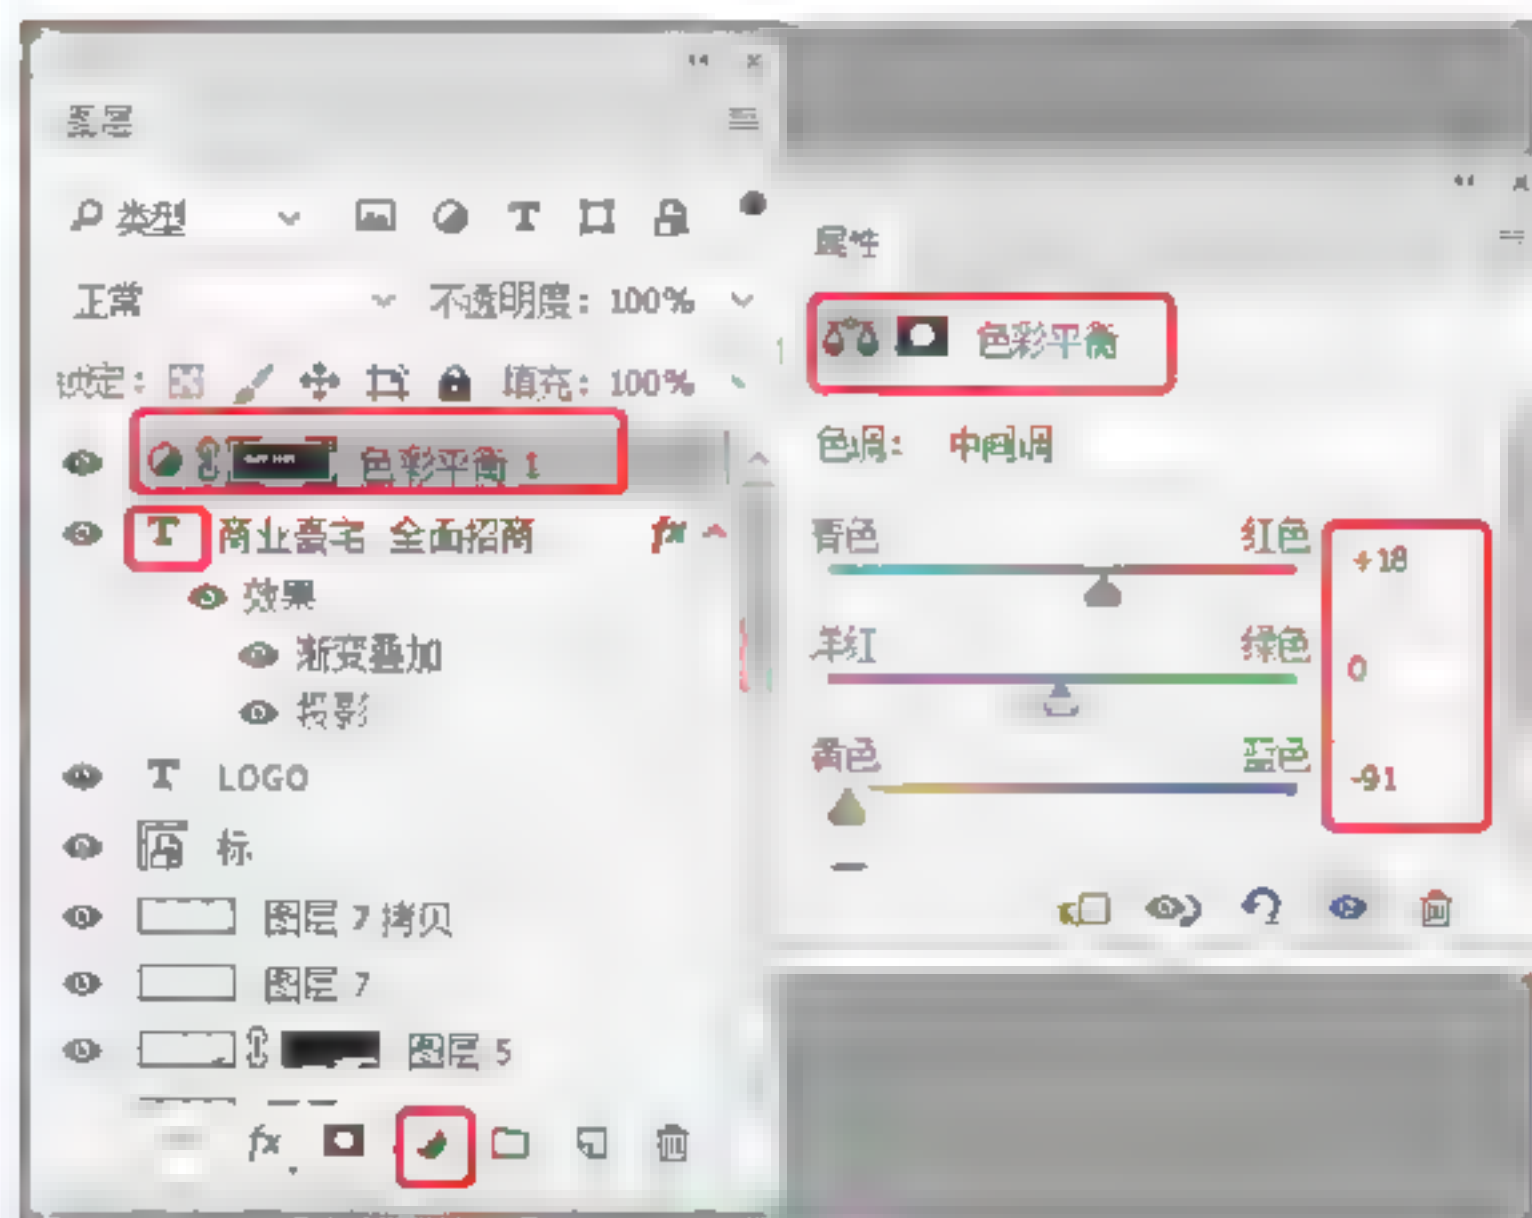 图层
类型
正常 不透明度: 100%
锁定: 填充: 100%
色彩平衡 1
T 商业豪宅 全面招商 fx
效果
渐变叠加
投影
T LOGO
标
图层 7 拷贝
图层 7
图层 5
fx
属性
色彩平衡
色调: 中间调
青色 红色 +18
洋红 绿色 0
黄色 蓝色 -91